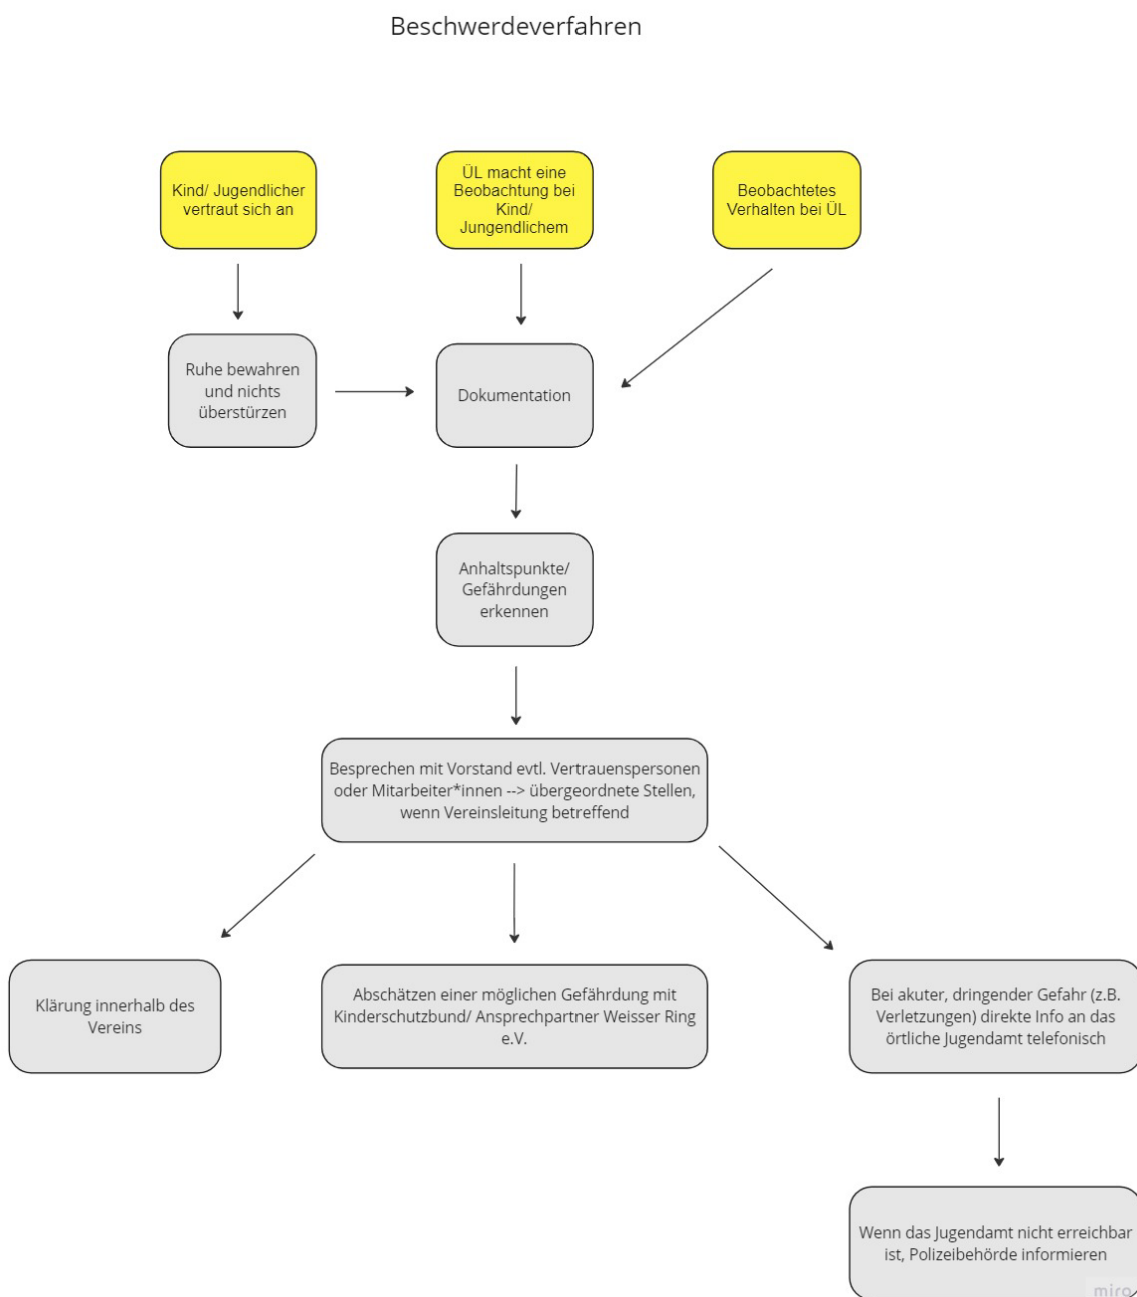 Beschwerdeverfahren
Kind/ Jugendlicher
vertraut sich an
ÜL macht eine
Beobachtung bei
Kind/
Jungendlichem
Beobachtetes
Verhalten bei ÜL
Ruhe bewahren
und nichts
überstürzen
Dokumentation
Anhaltspunkte/
Gefährdungen
erkennen
Besprechen mit Vorstand evtl. Vertrauenspersonen
oder Mitarbeiter*innen --> übergeordnete Stellen,
wenn Vereinsleitung betreffend
Klärung innerhalb des
Vereins
Abschätzen einer möglichen Gefährdung mit
Kinderschutzbund/ Ansprechpartner Weisser Ring
e.V.
Bei akuter, dringender Gefahr (z.B.
Verletzungen) direkte Info an das
örtliche Jugendamt telefonisch
Wenn das Jugendamt nicht erreichbar
ist, Polizeibehörde informieren
miro